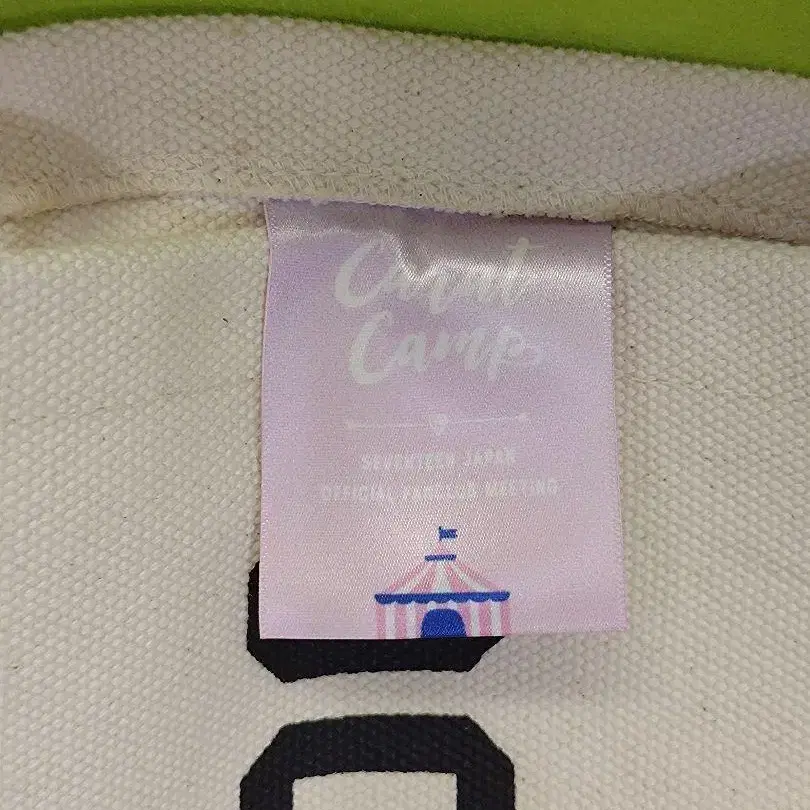 Carat
Camp
SEVENTEEN JAPAN
OFFICIAL FANCLUB MEETING